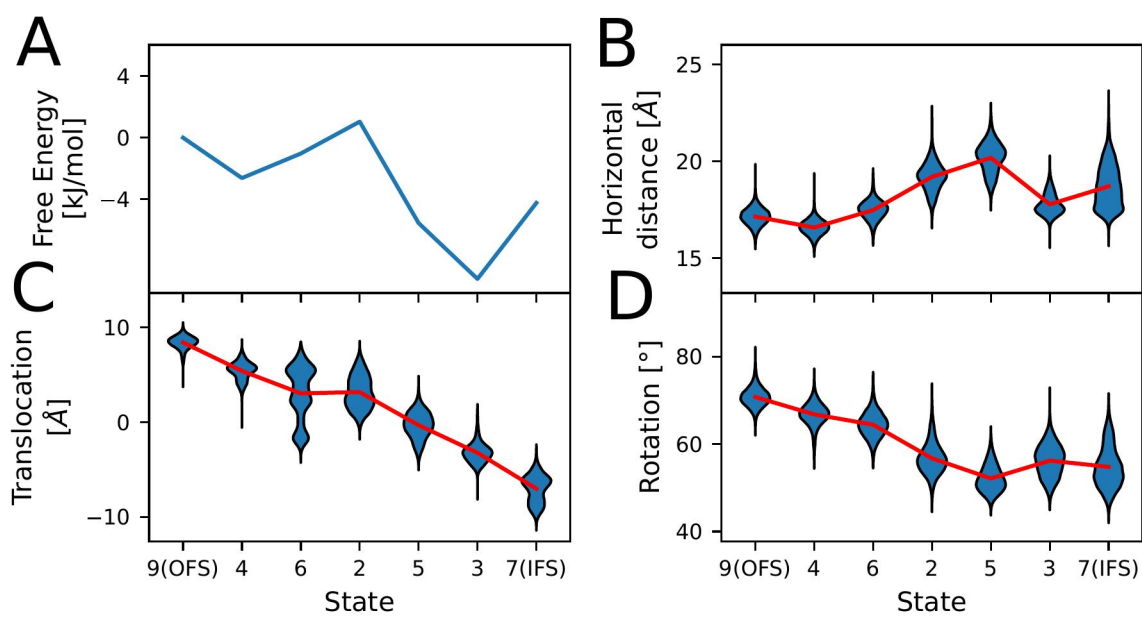 A
Free Energy
[kJ/mol]
4
0
−4
B
Horizontal
distance [Å]
25
20
15
C
Translocation
[Å]
10
0
−10
9(OFS) 4 6 2 5 3 7(IFS)
State
D
Rotation [°]
80
60
40
9(OFS) 4 6 2 5 3 7(IFS)
State